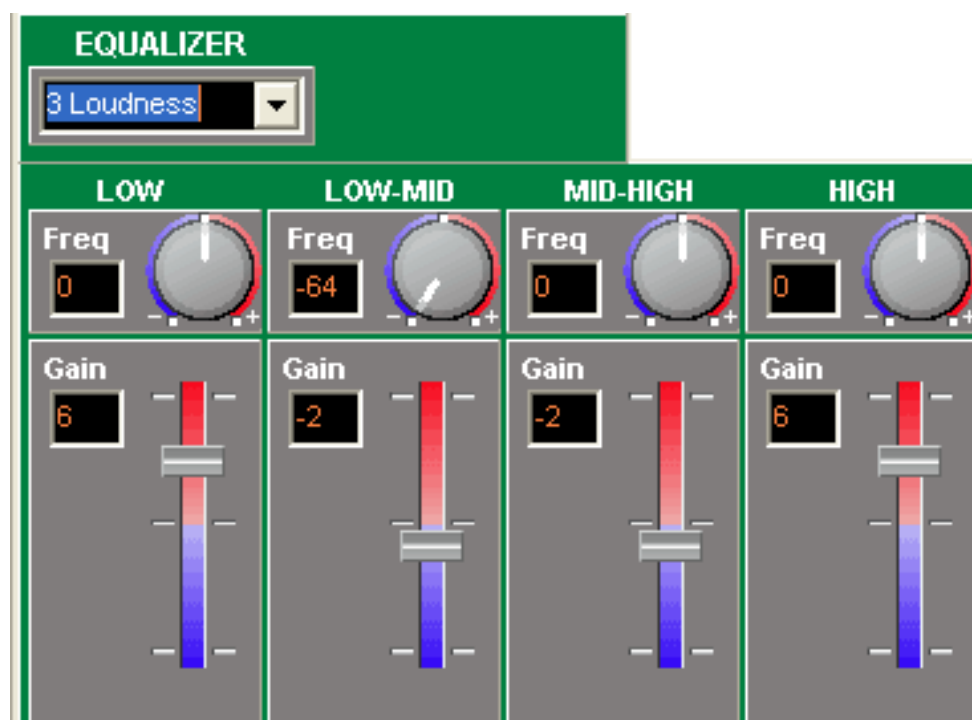 EQUALIZER
3 Loudness
LOW LOW-MID MID-HIGH HIGH
Freq Freq Freq Freq
0 -64 0 0
- + - + - + - +
Gain Gain Gain Gain
6 -2 -2 6